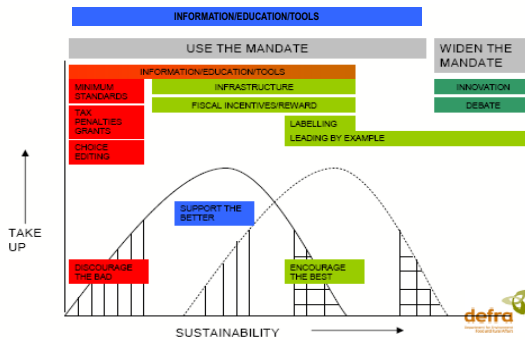 INFORMATION/EDUCATION/TOOLS
USE THE MANDATE
WIDEN THE
MANDATE
INFORMATION/EDUCATION/TOOLS
MINIMUM
STANDARDS
INFRASTRUCTURE
INNOVATION
TAX
PENALTIES
GRANTS
FISCAL INCENTIVES/REWARD
DEBATE
LABELLING
LEADING BY EXAMPLE
CHOICE
EDITING
TAKE
UP
SUPPORT THE
BETTER
DISCOURAGE
THE BAD
ENCOURAGE
THE BEST
SUSTAINABILITY
defra